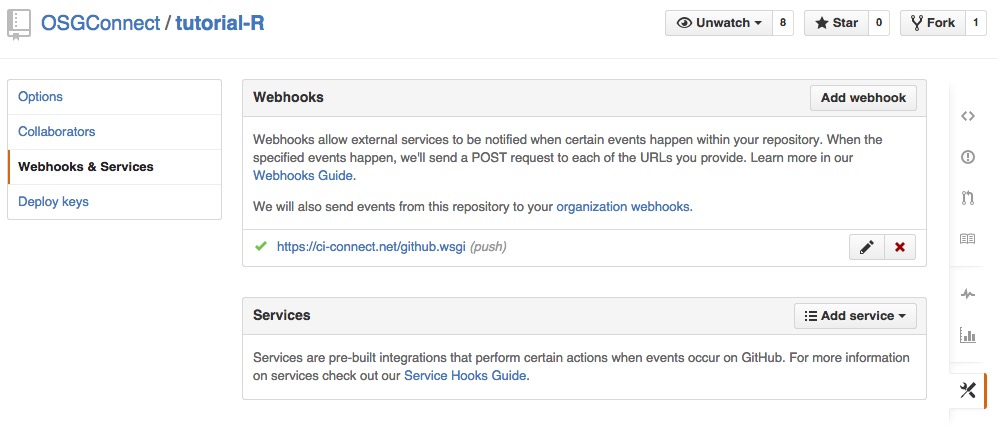 OSGConnect / tutorial-R
Unwatch 8
Star 0
Fork 1
Options
Collaborators
Webhooks & Services
Deploy keys
Webhooks
Add webhook
Webhooks allow external services to be notified when certain events happen within your repository. When the
specified events happen, we'll send a POST request to each of the URLs you provide. Learn more in our
Webhooks Guide.
We will also send events from this repository to your organization webhooks.
https://ci-connect.net/github.wsgi (push)
Services
Add service
Services are pre-built integrations that perform certain actions when events occur on GitHub. For more information
on services check out our Service Hooks Guide.